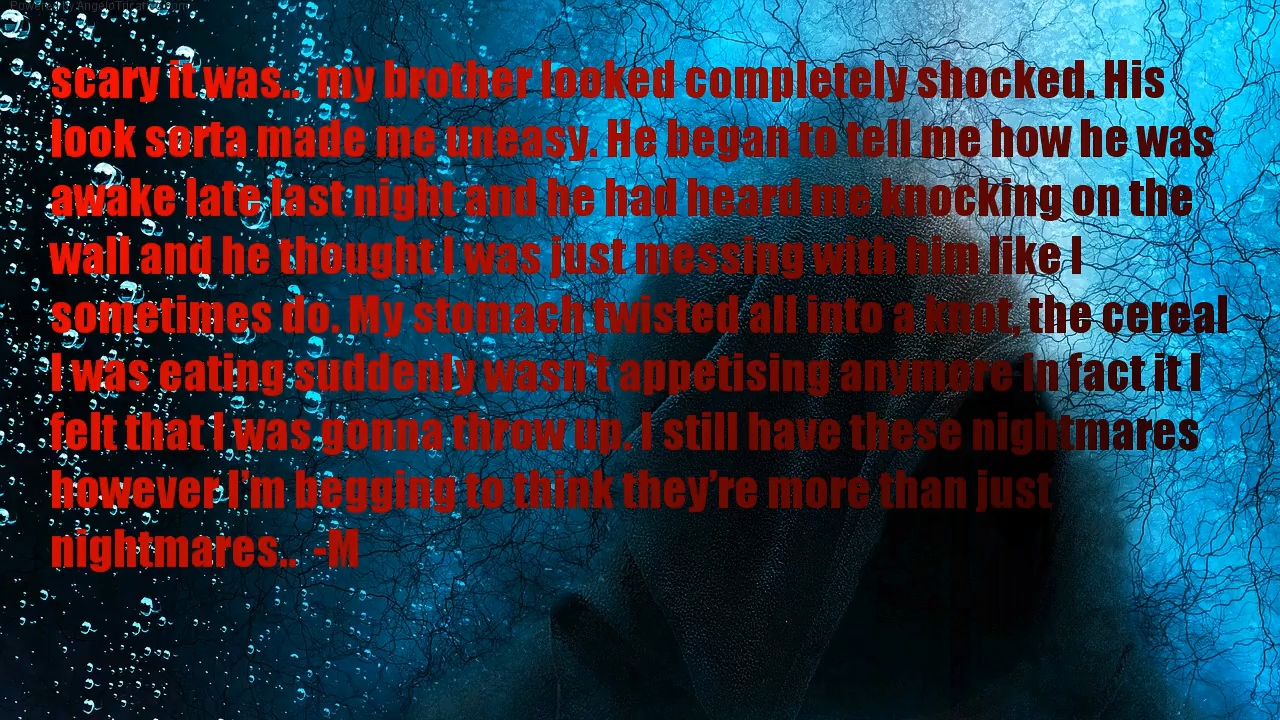 scary it was..  my brother looked completely shocked. His
look sorta made me uneasy. He began to tell me how he was
awake late last night and he had heard me knocking on the
wall and he thought I was just messing with him like I
sometimes do. My stomach twisted all into a knot, the cereal
I was eating suddenly wasn't appetising anymore in fact it I
felt that I was gonna throw up. I still have these nightmares
however I'm begging to think they're more than just
nightmares..  -M